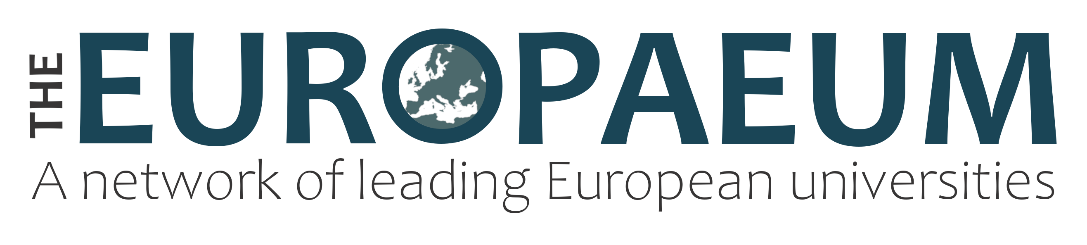 THE EUROPAEUM
A network of leading European universities